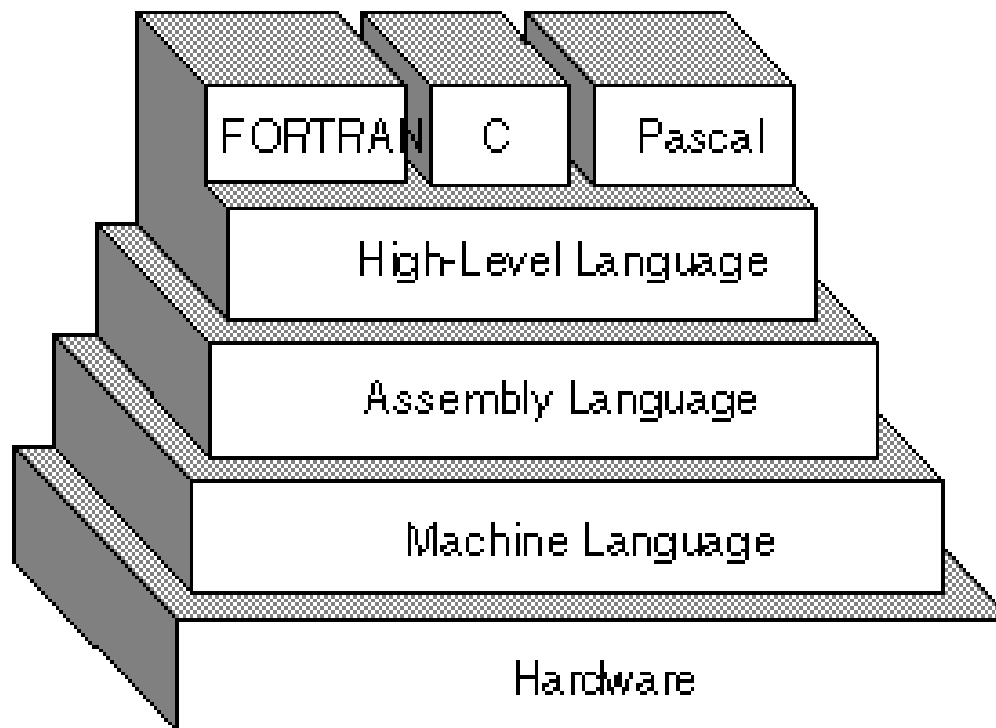 FORTRAN C Pascal
High-Level Language
Assembly Language
Machine Language
Hardware